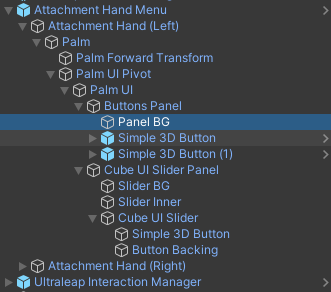 Attachment Hand Menu
Attachment Hand (Left)
Palm
Palm Forward Transform
Palm UI Pivot
Palm UI
Buttons Panel
Panel BG
Simple 3D Button
Simple 3D Button (1)
Cube UI Slider Panel
Slider BG
Slider Inner
Cube UI Slider
Simple 3D Button
Button Backing
Attachment Hand (Right)
Ultraleap Interaction Manager